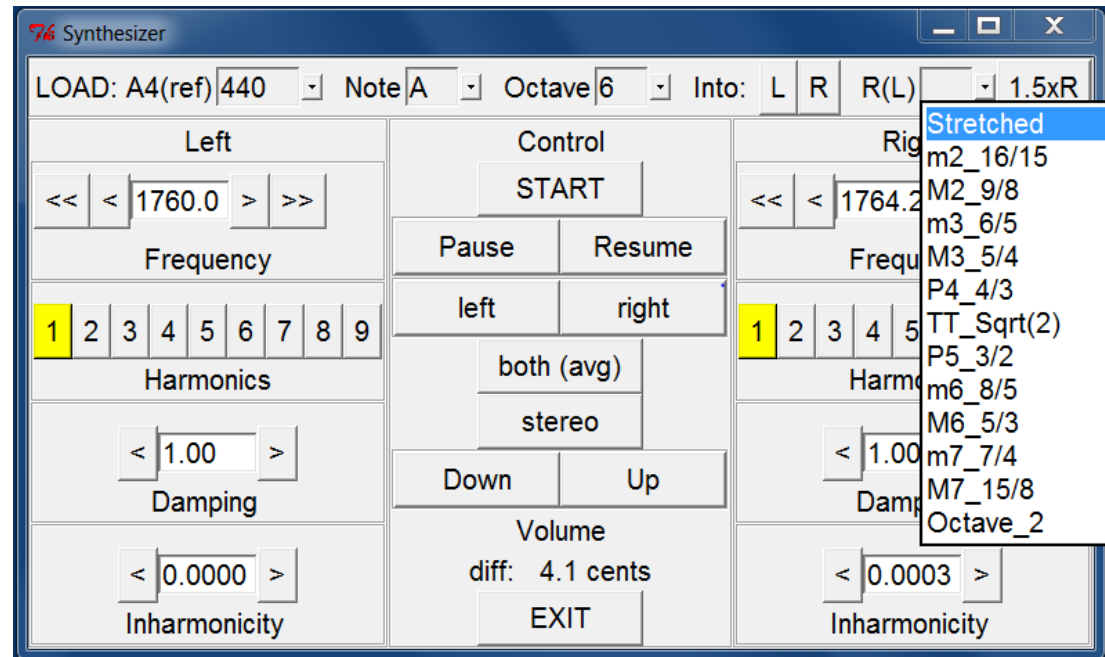 Synthesizer
LOAD: A4(ref) 440 Note A Octave 6 Into: L R R(L) 1.5xR
Left
<< < 1760.0 > >>
Frequency
1 2 3 4 5 6 7 8 9
Harmonics
< 1.00 >
Damping
< 0.0000 >
Inharmonicity
Control
START
Pause Resume
left right
both (avg)
stereo
Down Up
Volume
diff: 4.1 cents
EXIT
Rig
<< < 1764.2
Frequ
1 2 3 4 5
Harmo
< 1.00
Damp
< 0.0003 >
Inharmonicity
Stretched
m2_16/15
M2_9/8
m3_6/5
M3_5/4
P4_4/3
TT_Sqrt(2)
P5_3/2
m6_8/5
M6_5/3
m7_7/4
M7_15/8
Octave_2